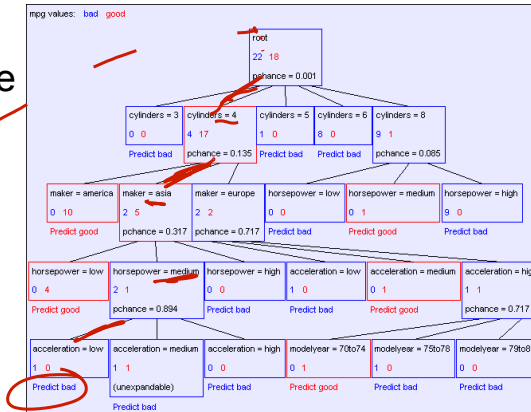 mpg values: bad good
e
root
22 18
pchance = 0.001
cylinders = 3 cylinders = 4 cylinders = 5 cylinders = 6 cylinders = 8
0 0 4 17 1 0 8 0 9 1
Predict bad pchance = 0.135 Predict bad Predict bad pchance = 0.085
maker = america maker = asia maker = europe horsepower = low horsepower = medium horsepower = high
0 10 2 5 2 2 0 0 0 1 9 0
Predict good pchance = 0.317 pchance = 0.717 Predict bad Predict good Predict bad
horsepower = low horsepower = medium horsepower = high acceleration = low acceleration = medium acceleration = hig
0 4 2 1 0 0 1 0 0 1 1 1
Predict good pchance = 0.894 Predict bad Predict bad Predict good pchance = 0.717
acceleration = low acceleration = medium acceleration = high modelyear = 70to74 modelyear = 75to78 modelyear = 79to8
1 0 1 1 0 0 0 1 1 0 0 0
Predict bad (unexpandable) Predict bad Predict good Predict bad Predict bad
Predict bad